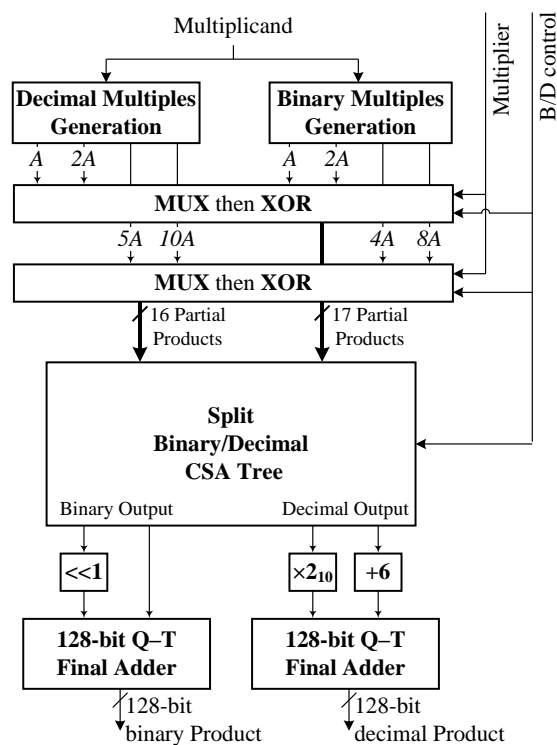 Multiplicand
Multiplier
B/D control
Decimal Multiples
Generation
Binary Multiples
Generation
A 2A A 2A
MUX then XOR
5A 10A 4A 8A
MUX then XOR
16 Partial
Products
17 Partial
Products
Split
Binary/Decimal
CSA Tree
Binary Output Decimal Output
<<1 ×2₁₀ +6
128-bit Q–T
Final Adder
128-bit Q–T
Final Adder
128-bit
binary Product
128-bit
decimal Product